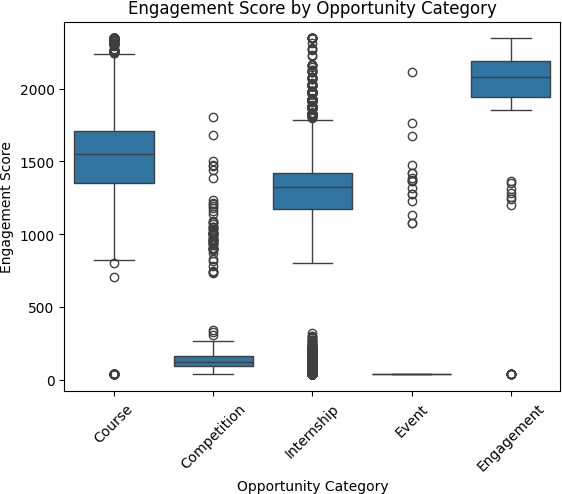 Engagement Score by Opportunity Category
Engagement Score
2000
1500
1000
500
0
Course
Competition
Internship
Event
Engagement
Opportunity Category